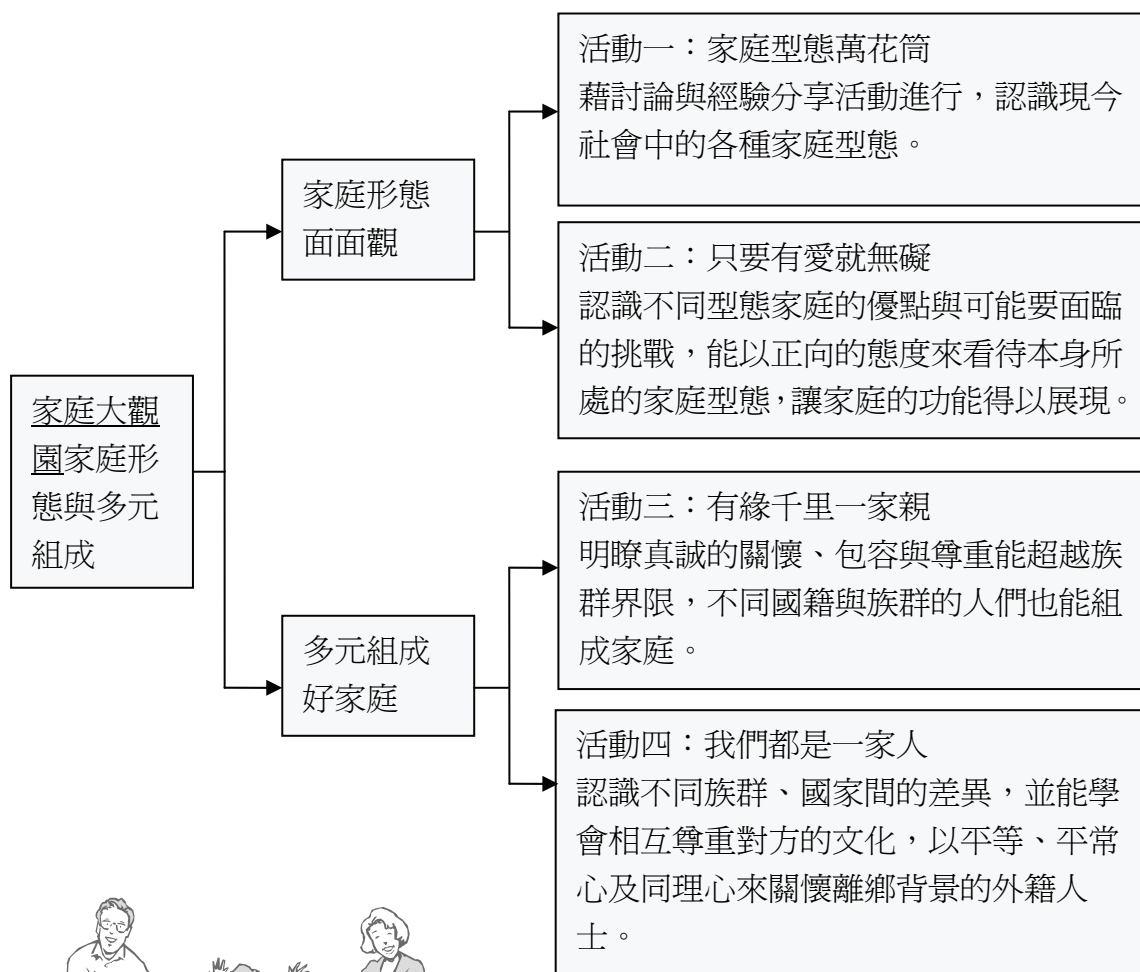 家庭大觀
園家庭形
態與多元
組成
家庭形態
面面觀
活動一：家庭型態萬花筒
藉討論與經驗分享活動進行，認識現今
社會中的各種家庭型態。
活動二：只要有愛就無礙
認識不同型態家庭的優點與可能要面臨
的挑戰，能以正向的態度來看待本身所
處的家庭型態，讓家庭的功能得以展現。
多元組成
好家庭
活動三：有緣千里一家親
明瞭真誠的關懷、包容與尊重能超越族
群界限，不同國籍與族群的人們也能組
成家庭。
活動四：我們都是一家人
認識不同族群、國家間的差異，並能學
會相互尊重對方的文化，以平等、平常
心及同理心來關懷離鄉背景的外籍人
士。